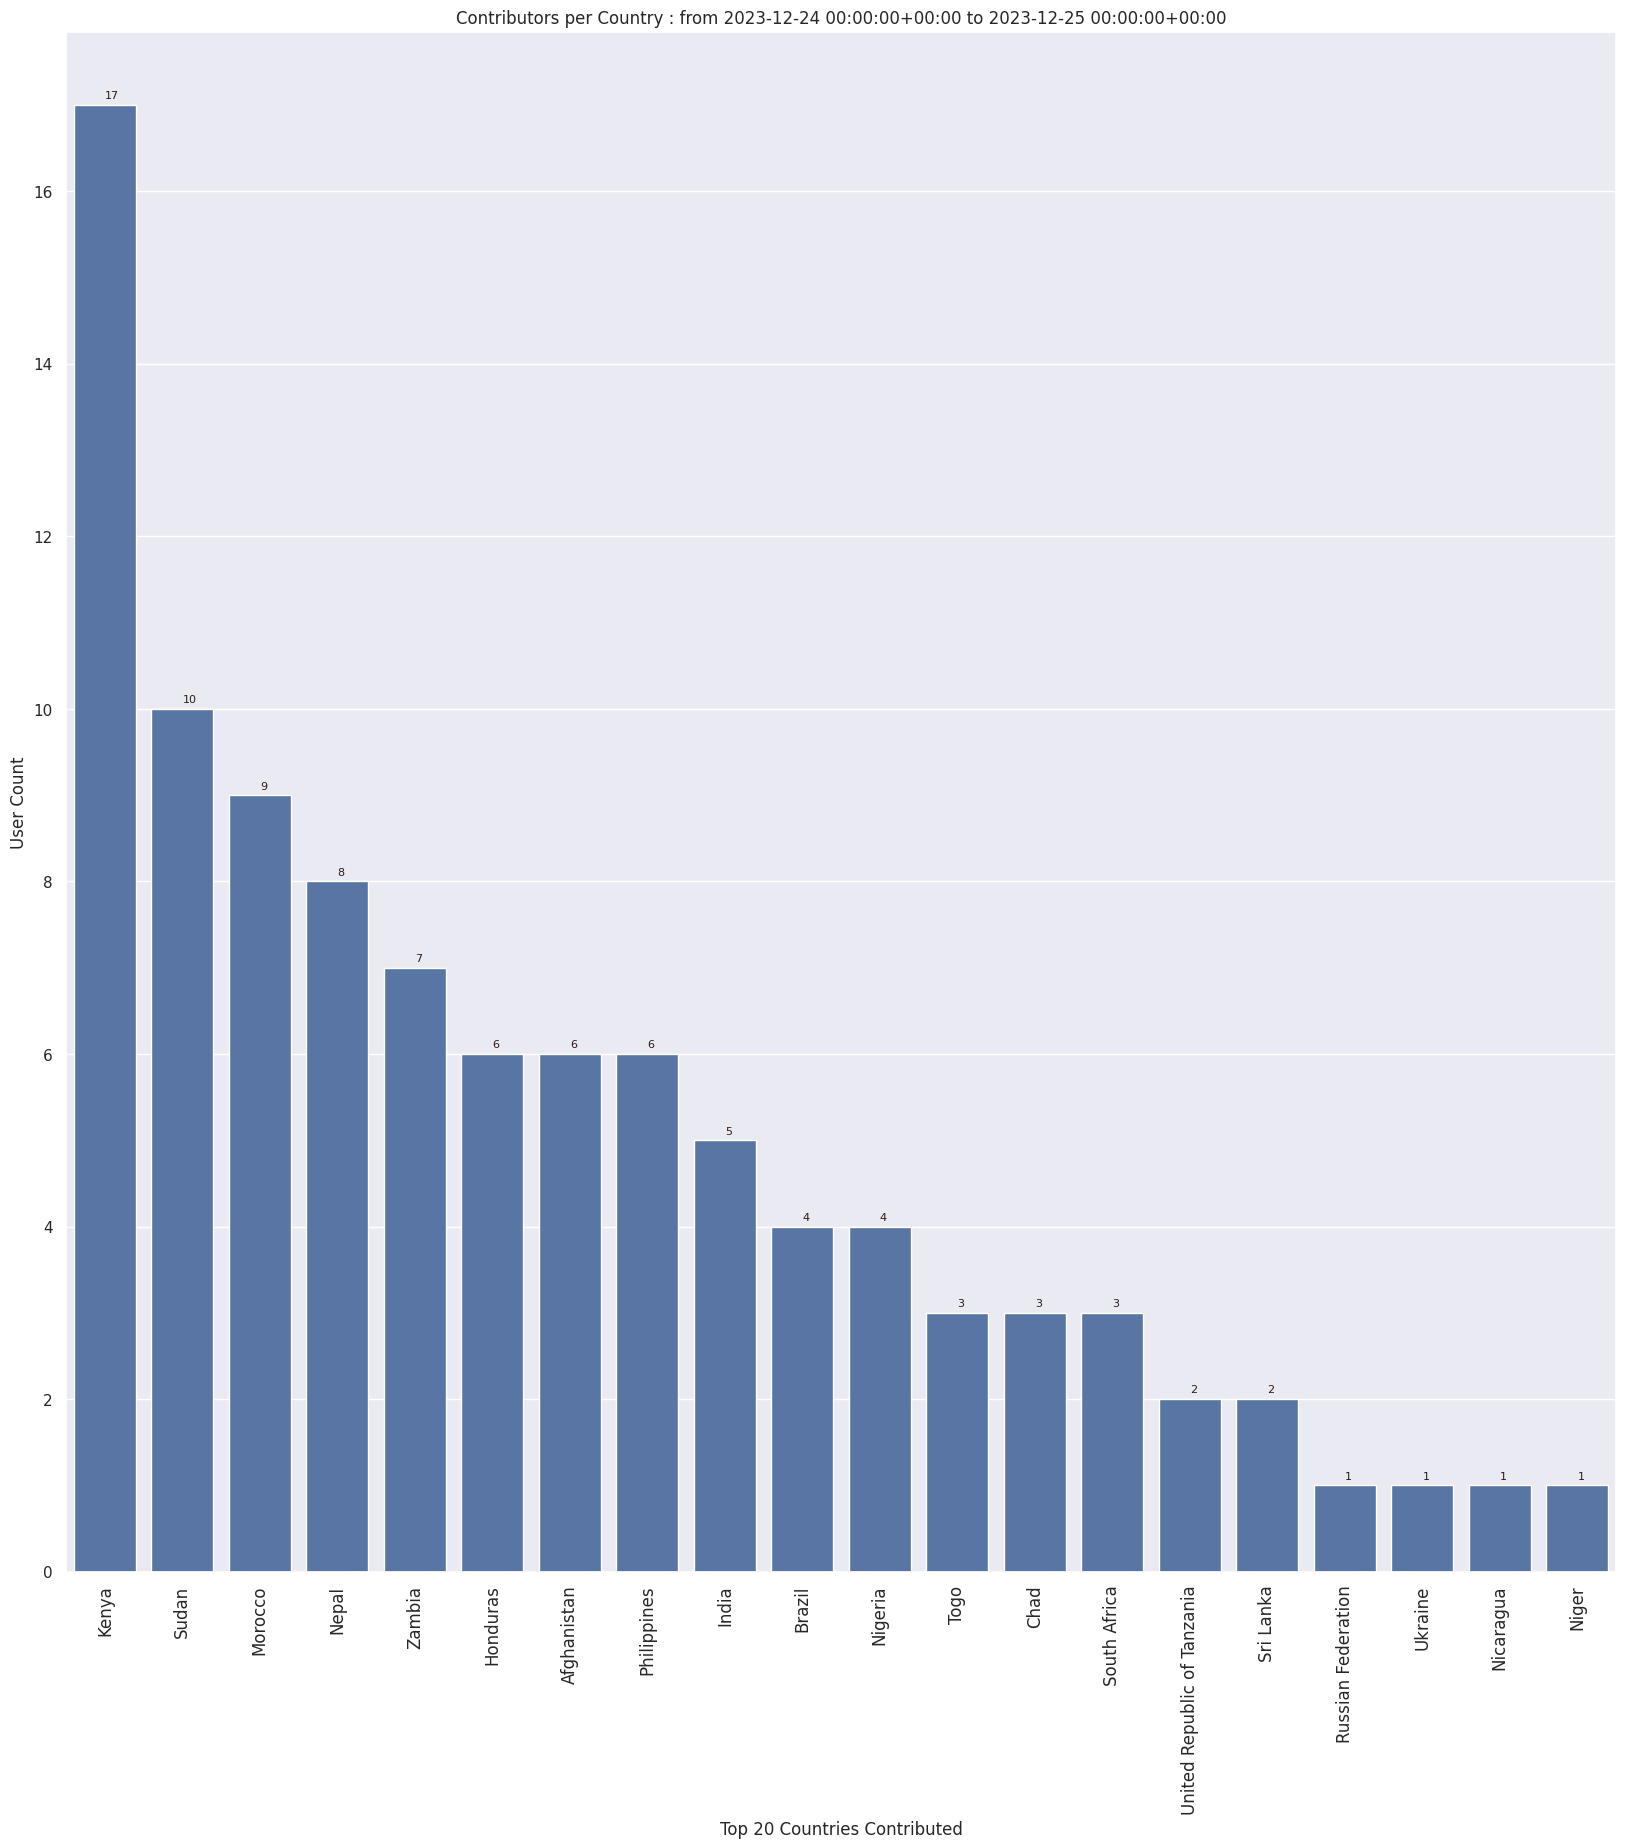 Contributors per Country : from 2023-12-24 00:00:00+00:00 to 2023-12-25 00:00:00+00:00
17
16
14
12
10
10
9
User Count
8
8
7
6
6
6
6
5
4
4
4
3
3
3
2
2
2
1
1
1
1
0
Kenya
Sudan
Morocco
Nepal
Zambia
Honduras
Afghanistan
Philippines
India
Brazil
Nigeria
Togo
Chad
South Africa
United Republic of Tanzania
Sri Lanka
Russian Federation
Ukraine
Nicaragua
Niger
Top 20 Countries Contributed